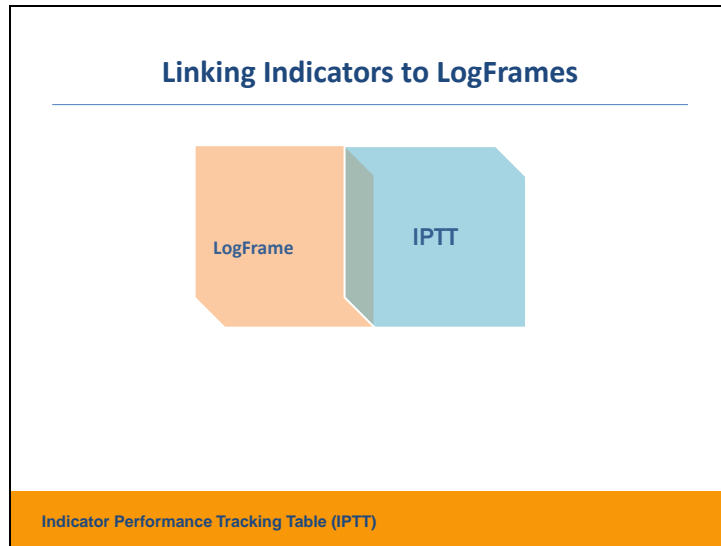 Linking Indicators to LogFrames
LogFrame
IPTT
Indicator Performance Tracking Table (IPTT)